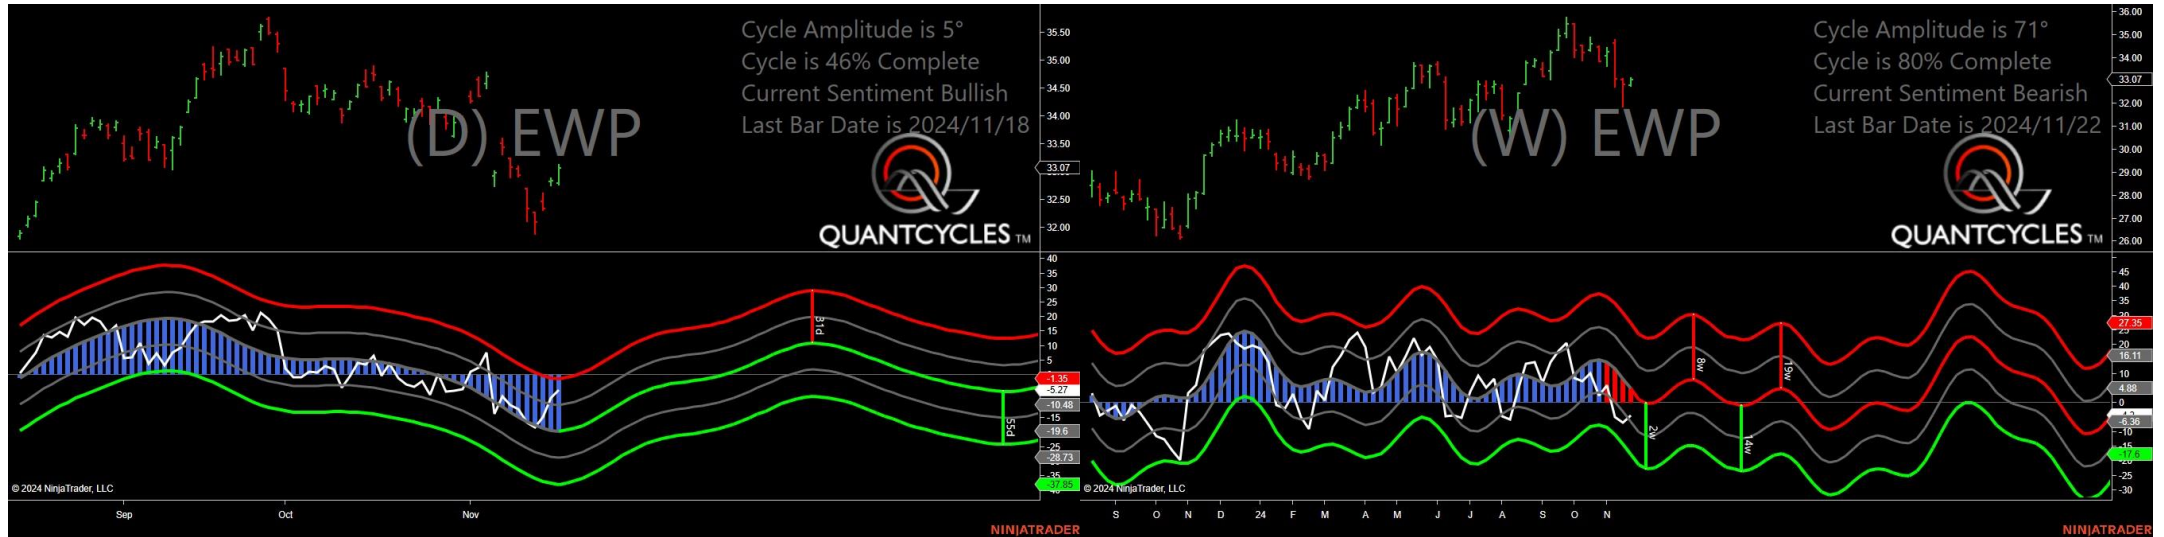 Cycle Amplitude is 5°
Cycle is 46% Complete
Current Sentiment Bullish
Last Bar Date is 2024/11/18
(D) EWP
QUANTCYCLES TM
35.50
35.00
34.50
34.00
33.50
33.07
32.50
32.00
40
35
30
25
20
15
10
5
-1.35
-5.27
-10.48
-15
-19.6
-25
-28.73
-37.85
31d
55d
© 2024 NinjaTrader, LLC
Sep
Oct
Nov
NINJATRADER
Cycle Amplitude is 71°
Cycle is 80% Complete
Current Sentiment Bearish
Last Bar Date is 2024/11/22
(W) EWP
QUANTCYCLES TM
36.00
35.00
34.00
33.07
32.00
31.00
30.00
29.00
28.00
27.00
26.00
45
40
35
30
27.35
20
16.11
10
4.88
0
-6.36
-10
-15
-17.6
-25
-30
8w
19w
2w
14w
© 2024 NinjaTrader, LLC
S
O
N
D
24
F
M
A
M
J
J
A
S
O
N
NINJATRADER